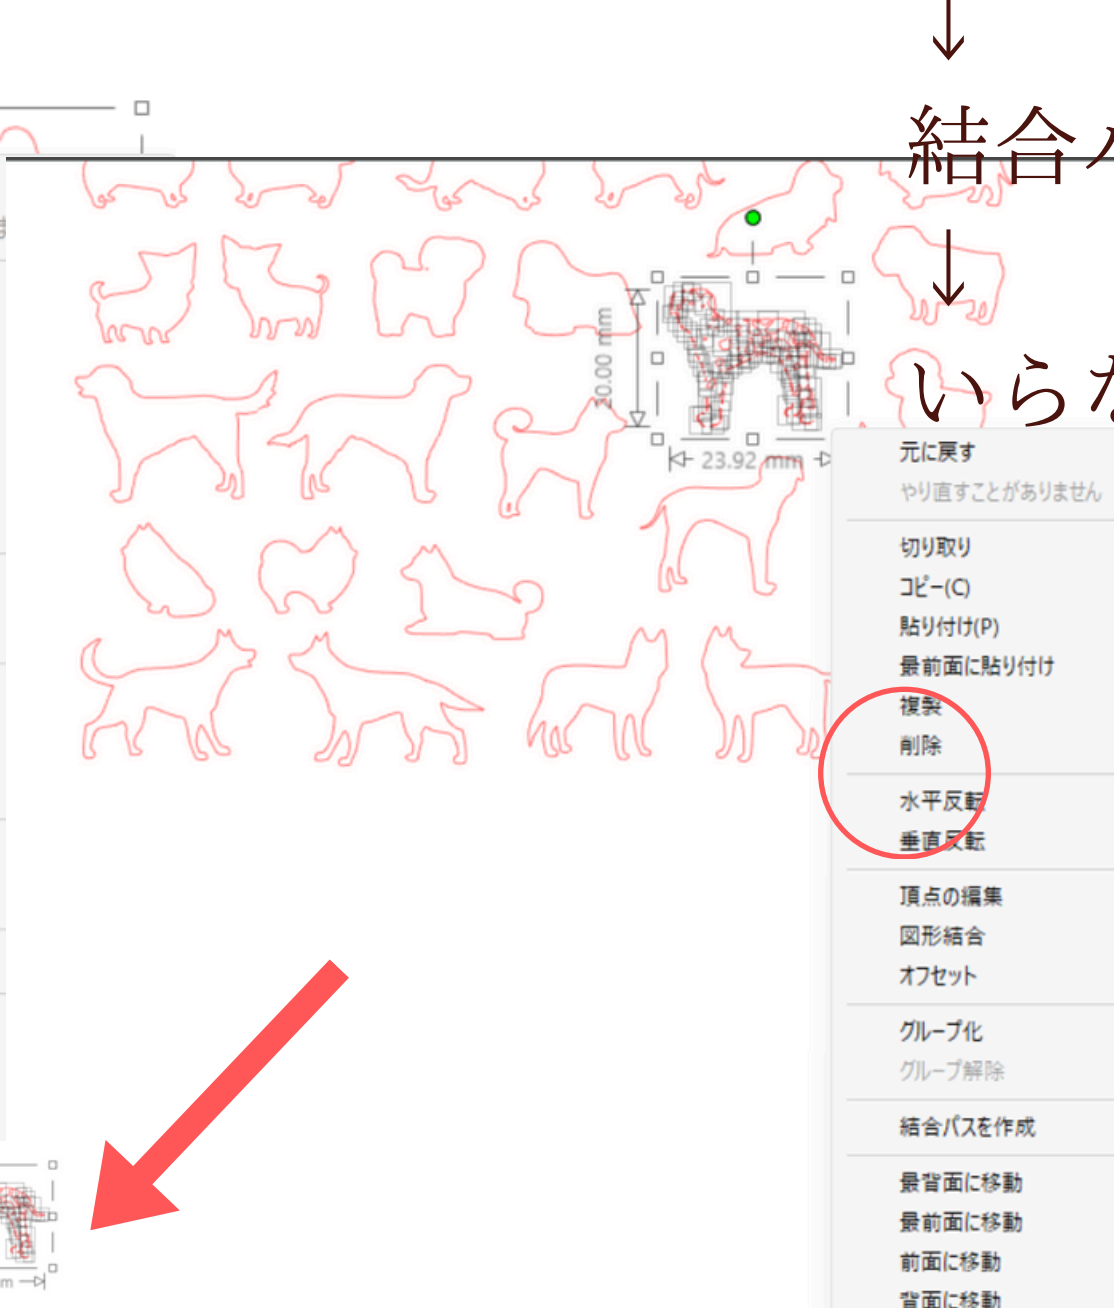 ↓
結合
↓
いらな
20.00 mm
23.92 mm
元に戻す
やり直すことがありません
切り取り
コピー(C)
貼り付け(P)
最前面に貼り付け
複製
削除
水平反転
垂直反転
頂点の編集
図形結合
オフセット
グループ化
グループ解除
結合パスを作成
最背面に移動
最前面に移動
前面に移動
背面に移動
m